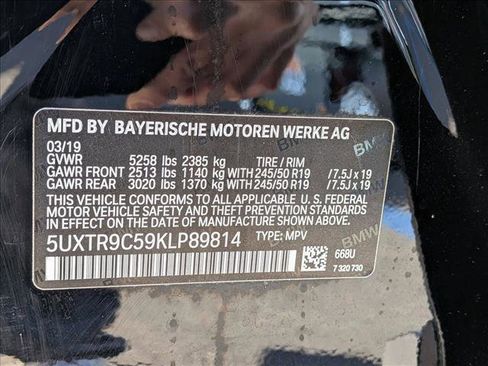 MFD BY BAYERISCHE MOTOREN WERKE AG
03/19
GVWR 5258 lbs 2385 kg TIRE / RIM
GAWR FRONT 2513 lbs 1140 kg WITH 245/50 R19 /7.5J x 19
GAWR REAR 3020 lbs 1370 kg WITH 245/50 R19 /7.5J x 19
THIS VEHICLE CONFORMS TO ALL APPLICABLE U. S. FEDERAL
MOTOR VEHICLE SAFETY AND THEFT PREVENTION STANDARDS
IN EFFECT ON THE DATE OF MANUFACTURE SHOWN ABOVE.
5UXTR9C59KLP89814 TYPE: MPV
668U
7 320 730
BMW
BMW
BMW